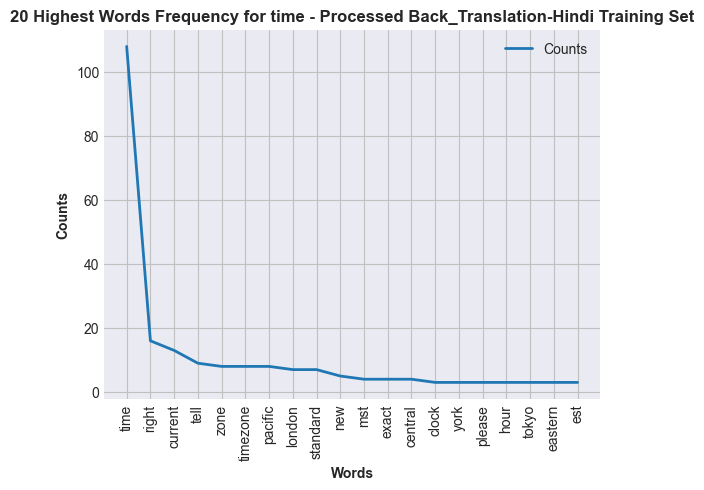 20 Highest Words Frequency for time - Processed Back_Translation-Hindi Training Set
Counts
100
80
60
40
20
0
Counts
time
right
current
tell
zone
timezone
pacific
london
standard
new
mst
exact
central
clock
york
please
hour
tokyo
eastern
est
Words